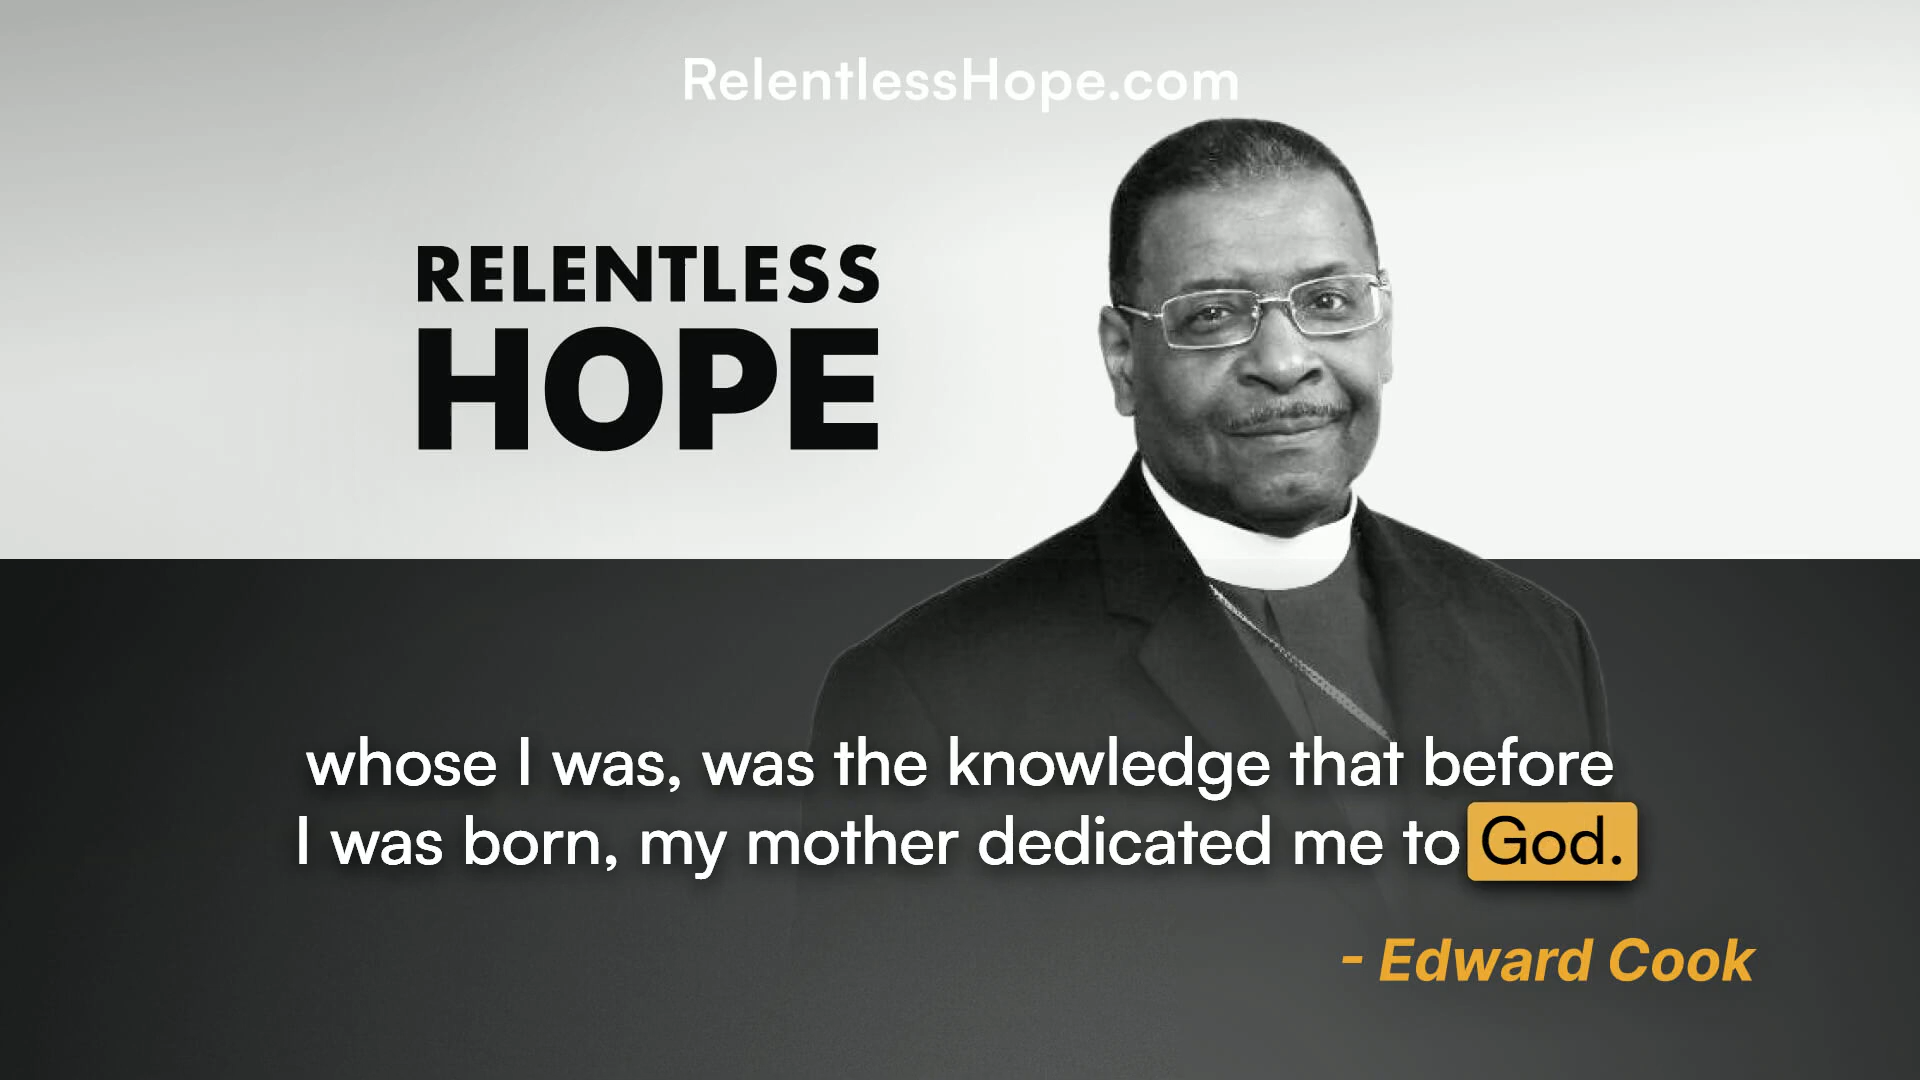 RelentlessHope.com
RELENTLESS
HOPE
whose I was, was the knowledge that before
I was born, my mother dedicated me to God.
- Edward Cook